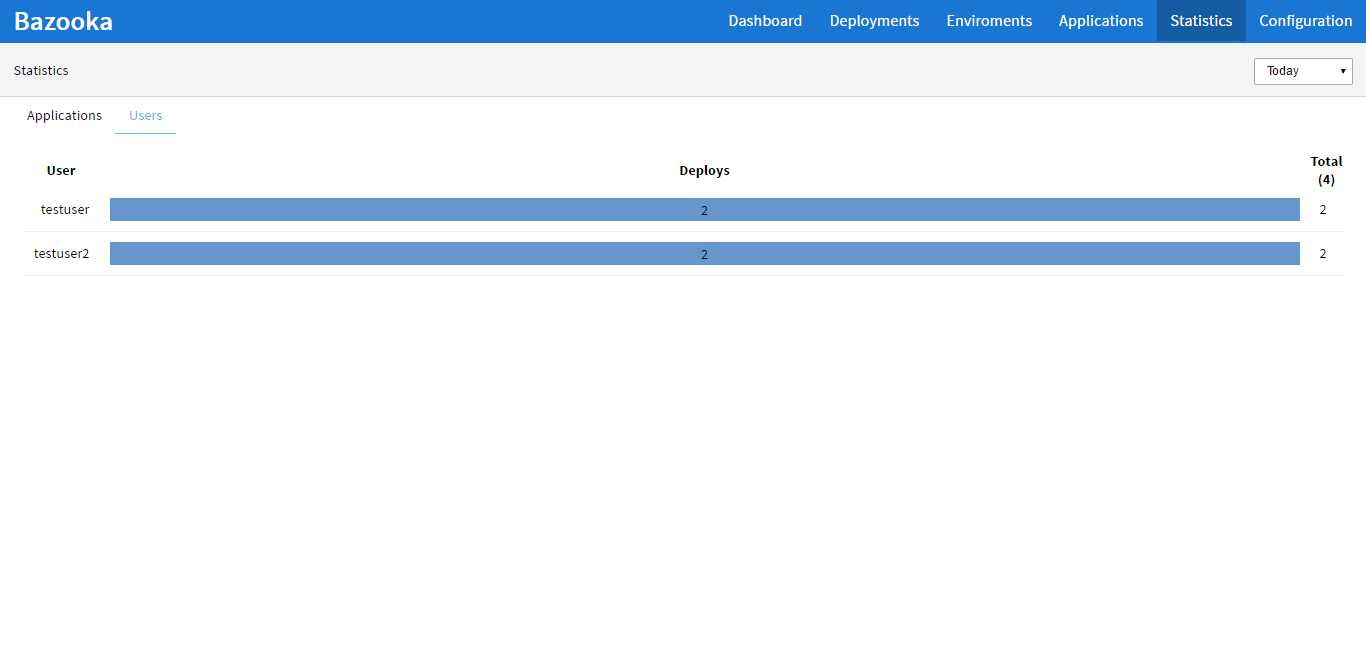 Bazooka Dashboard Deployments Enviroments Applications Statistics Configuration
Statistics Today
Applications Users
User Deploys Total
(4)
testuser 2 2
testuser2 2 2